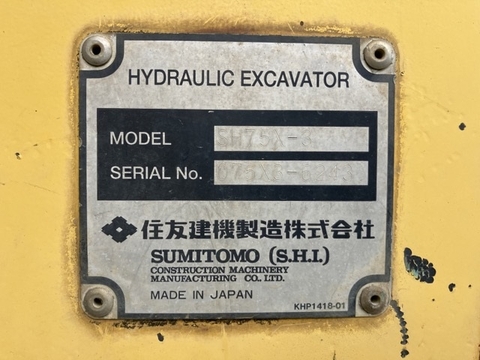 HYDRAULIC EXCAVATOR
MODEL
SERIAL No.
住友建機製造株式会社
SUMITOMO (S.H.I.)
CONSTRUCTION MACHINERY
MANUFACTURING CO. LTD.
MADE IN JAPAN
KHP1418-01